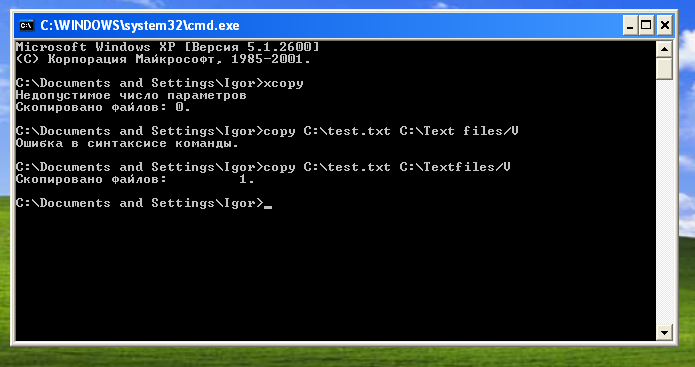 C:\WINDOWS\system32\cmd.exe
Microsoft Windows XP [Версия 5.1.2600]
(С) Корпорация Майкрософт, 1985-2001.
C:\Documents and Settings\Igor>xcopy
Недопустимое число параметров
Скопировано файлов: 0.
C:\Documents and Settings\Igor>copy C:\test.txt C:\Text files/V
Ошибка в синтаксисе команды.
C:\Documents and Settings\Igor>copy C:\test.txt C:\Textfiles/V
Скопировано файлов:         1.
C:\Documents and Settings\Igor>_